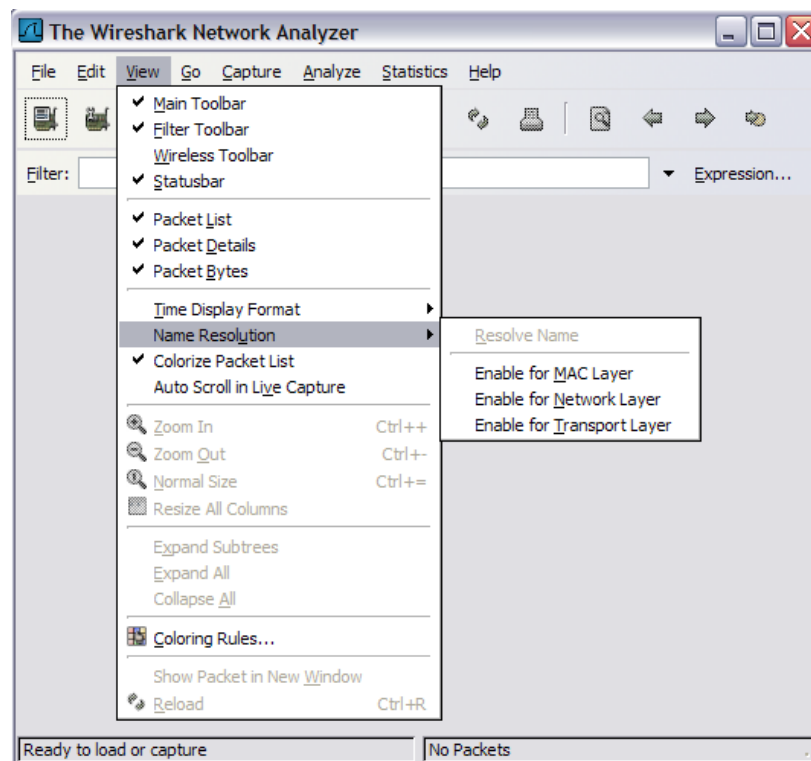 The Wireshark Network Analyzer
File Edit View Go Capture Analyze Statistics Help
Filter:
Expression...
Main Toolbar
Filter Toolbar
Wireless Toolbar
Statusbar
Packet List
Packet Details
Packet Bytes
Time Display Format
Name Resolution
Colorize Packet List
Auto Scroll in Live Capture
Zoom In Ctrl++
Zoom Out Ctrl+-
Normal Size Ctrl+=
Resize All Columns
Expand Subtrees
Expand All
Collapse All
Coloring Rules...
Show Packet in New Window
Reload Ctrl+R
Resolve Name
Enable for MAC Layer
Enable for Network Layer
Enable for Transport Layer
Ready to load or capture
No Packets